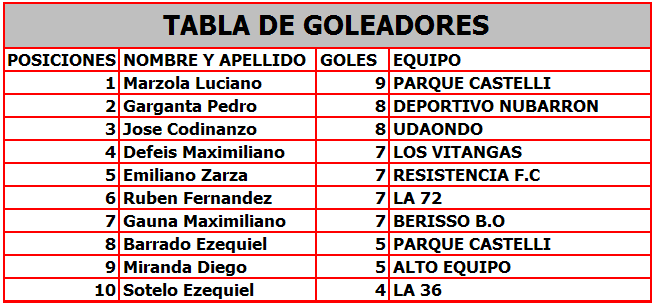 TABLA DE GOLEADORES
POSICIONES NOMBRE Y APELLIDO GOLES EQUIPO
1 Marzola Luciano 9 PARQUE CASTELLI
2 Garganta Pedro 8 DEPORTIVO NUBARRON
3 Jose Codinanzo 8 UDAONDO
4 Defeis Maximiliano 7 LOS VITANGAS
5 Emiliano Zarza 7 RESISTENCIA F.C
6 Ruben Fernandez 7 LA 72
7 Gauna Maximiliano 7 BERISSO B.O
8 Barrado Ezequiel 5 PARQUE CASTELLI
9 Miranda Diego 5 ALTO EQUIPO
10 Sotelo Ezequiel 4 LA 36